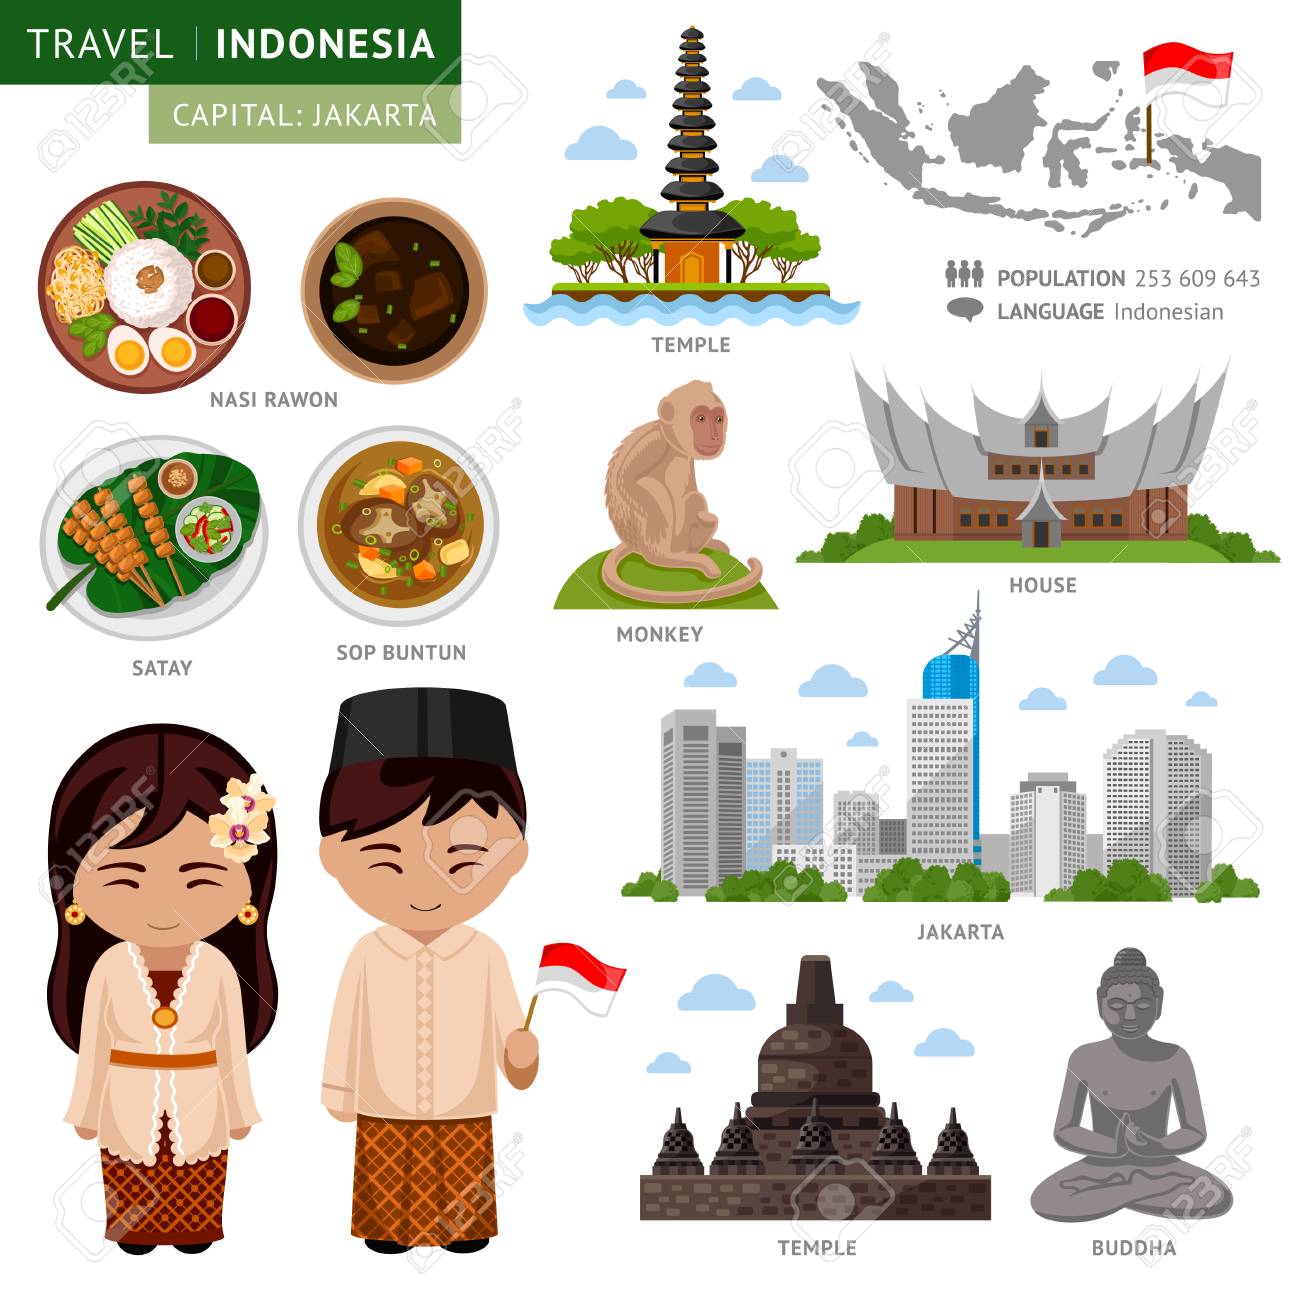 TRAVEL | INDONESIA
CAPITAL: JAKARTA
NASI RAWON
SATAY
SOP BUNTUN
TEMPLE
POPULATION 253 609 643
LANGUAGE Indonesian
MONKEY
HOUSE
JAKARTA
TEMPLE
BUDDHA
123RF